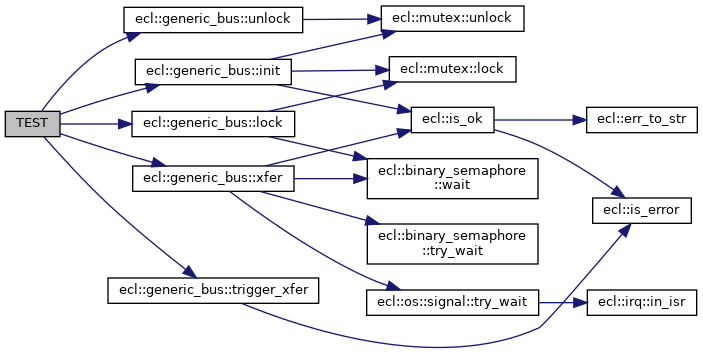 TEST
ecl::generic_bus::unlock
ecl::generic_bus::init
ecl::generic_bus::lock
ecl::generic_bus::xfer
ecl::generic_bus::trigger_xfer
ecl::mutex::unlock
ecl::mutex::lock
ecl::is_ok
ecl::binary_semaphore
::wait
ecl::binary_semaphore
::try_wait
ecl::os::signal::try_wait
ecl::err_to_str
ecl::is_error
ecl::irq::in_isr